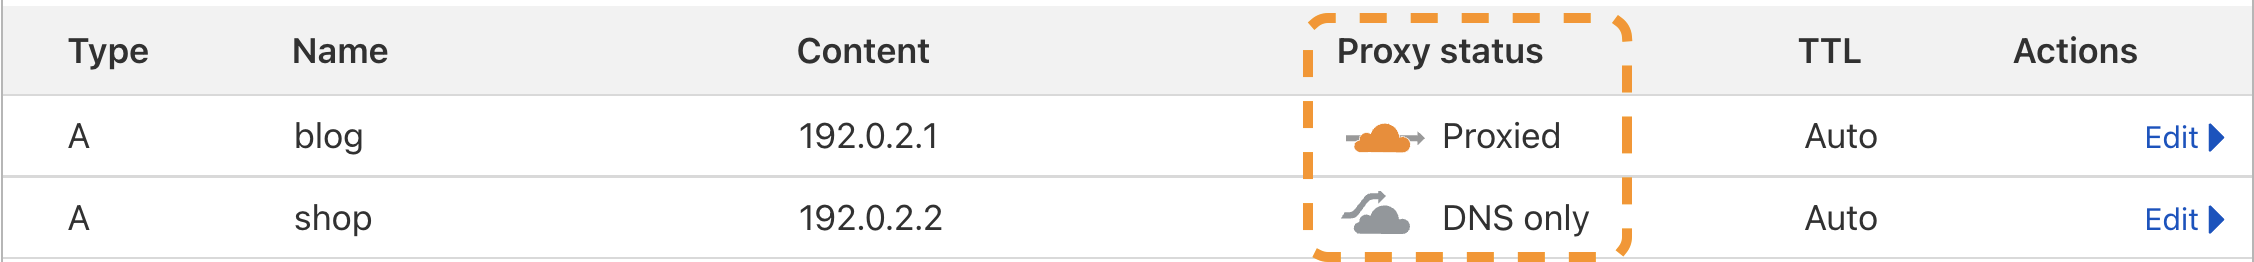 Type Name Content Proxy status TTL Actions
A blog 192.0.2.1 Proxied Auto Edit
A shop 192.0.2.2 DNS only Auto Edit